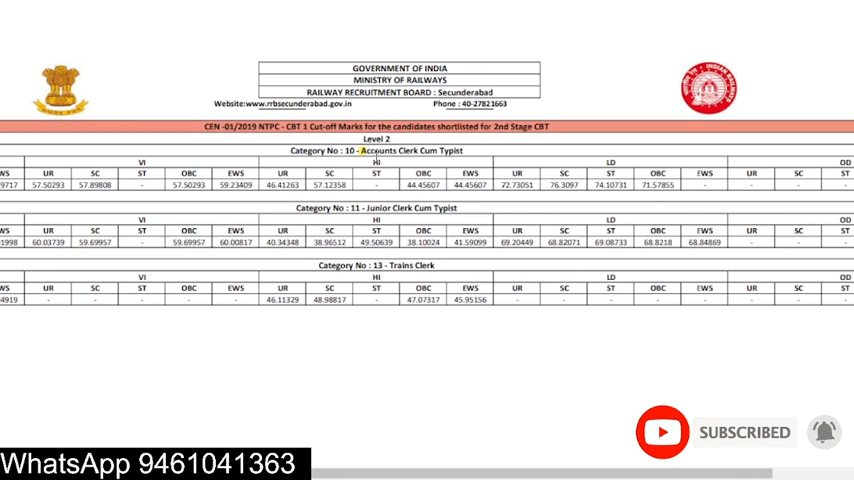 GOVERNMENT OF INDIA
MINISTRY OF RAILWAYS
RAILWAY RECRUITMENT BOARD : Secunderabad
Website:www.rrbsecunderabad.gov.in Phone : 40-27821663
INDIAN RAILWAYS
CEN -01/2019 NTPC - CBT 1 Cut-off Marks for the candidates shortlisted for 2nd Stage CBT
Level 2
Category No : 10 - Accounts Clerk Cum Typist
VI HI LD OD
WS UR SC ST OBC EWS UR SC ST OBC EWS UR SC ST OBC EWS UR SC ST
.9717 57.50293 57.89808 - 57.50293 59.23409 46.41263 57.12358 - 44.45607 44.45607 72.73051 76.3097 74.10731 71.57855 - - - -
Category No : 11 - Junior Clerk Cum Typist
VI HI LD OD
WS UR SC ST OBC EWS UR SC ST OBC EWS UR SC ST OBC EWS UR SC ST
1998 60.03739 59.69957 - 59.69957 60.00817 40.34348 38.96512 49.50639 38.10024 41.59099 69.20449 68.82071 69.08733 68.8218 68.84869 - - -
Category No : 13 - Trains Clerk
VI HI LD OD
WS UR SC ST OBC EWS UR SC ST OBC EWS UR SC ST OBC EWS UR SC ST
4919 - - - - - 46.11329 48.98817 - 47.07317 45.95156 - - - - - - - -
SUBSCRIBED
WhatsApp 9461041363